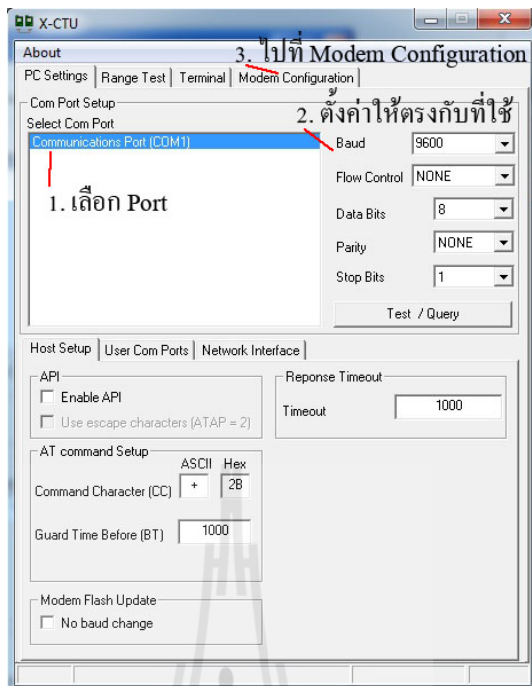 X-CTU
About
3. ไปที่ Modem Configuration
PC Settings Range Test Terminal Modem Configuration
Com Port Setup
2. ตั้งค่าให้ตรงกับที่ใช้
Select Com Port
Communications Port (COM1)
1. เลือก Port
Baud 9600
Flow Control NONE
Data Bits 8
Parity NONE
Stop Bits 1
Test / Query
Host Setup User Com Ports Network Interface
API
Enable API
Use escape characters (ATAP = 2)
Reponse Timeout
Timeout 1000
AT command Setup
ASCII Hex
Command Character (CC) + 2B
Guard Time Before (BT) 1000
Modem Flash Update
No baud change